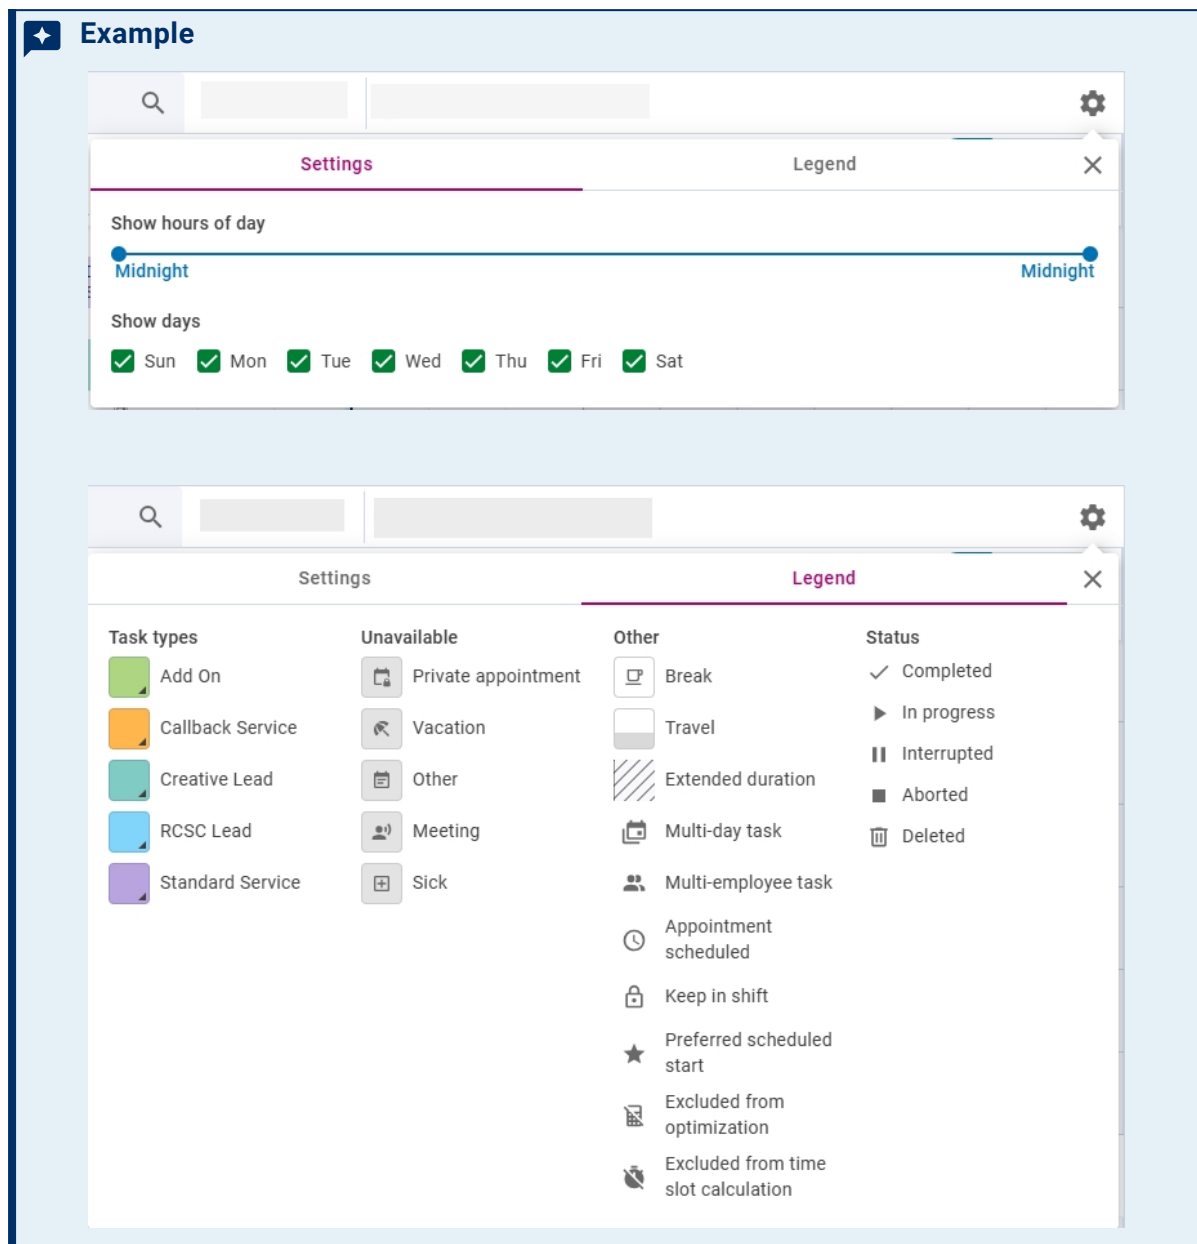 Example
Settings
Legend
Show hours of day
Midnight
Midnight
Show days
Sun
Mon
Tue
Wed
Thu
Fri
Sat
Settings
Legend
Task types
Add On
Callback Service
Creative Lead
RCSC Lead
Standard Service
Unavailable
Private appointment
Vacation
Other
Meeting
Sick
Other
Break
Travel
Extended duration
Multi-day task
Multi-employee task
Appointment
scheduled
Keep in shift
Preferred scheduled
start
Excluded from
optimization
Excluded from time
slot calculation
Status
Completed
In progress
Interrupted
Aborted
Deleted